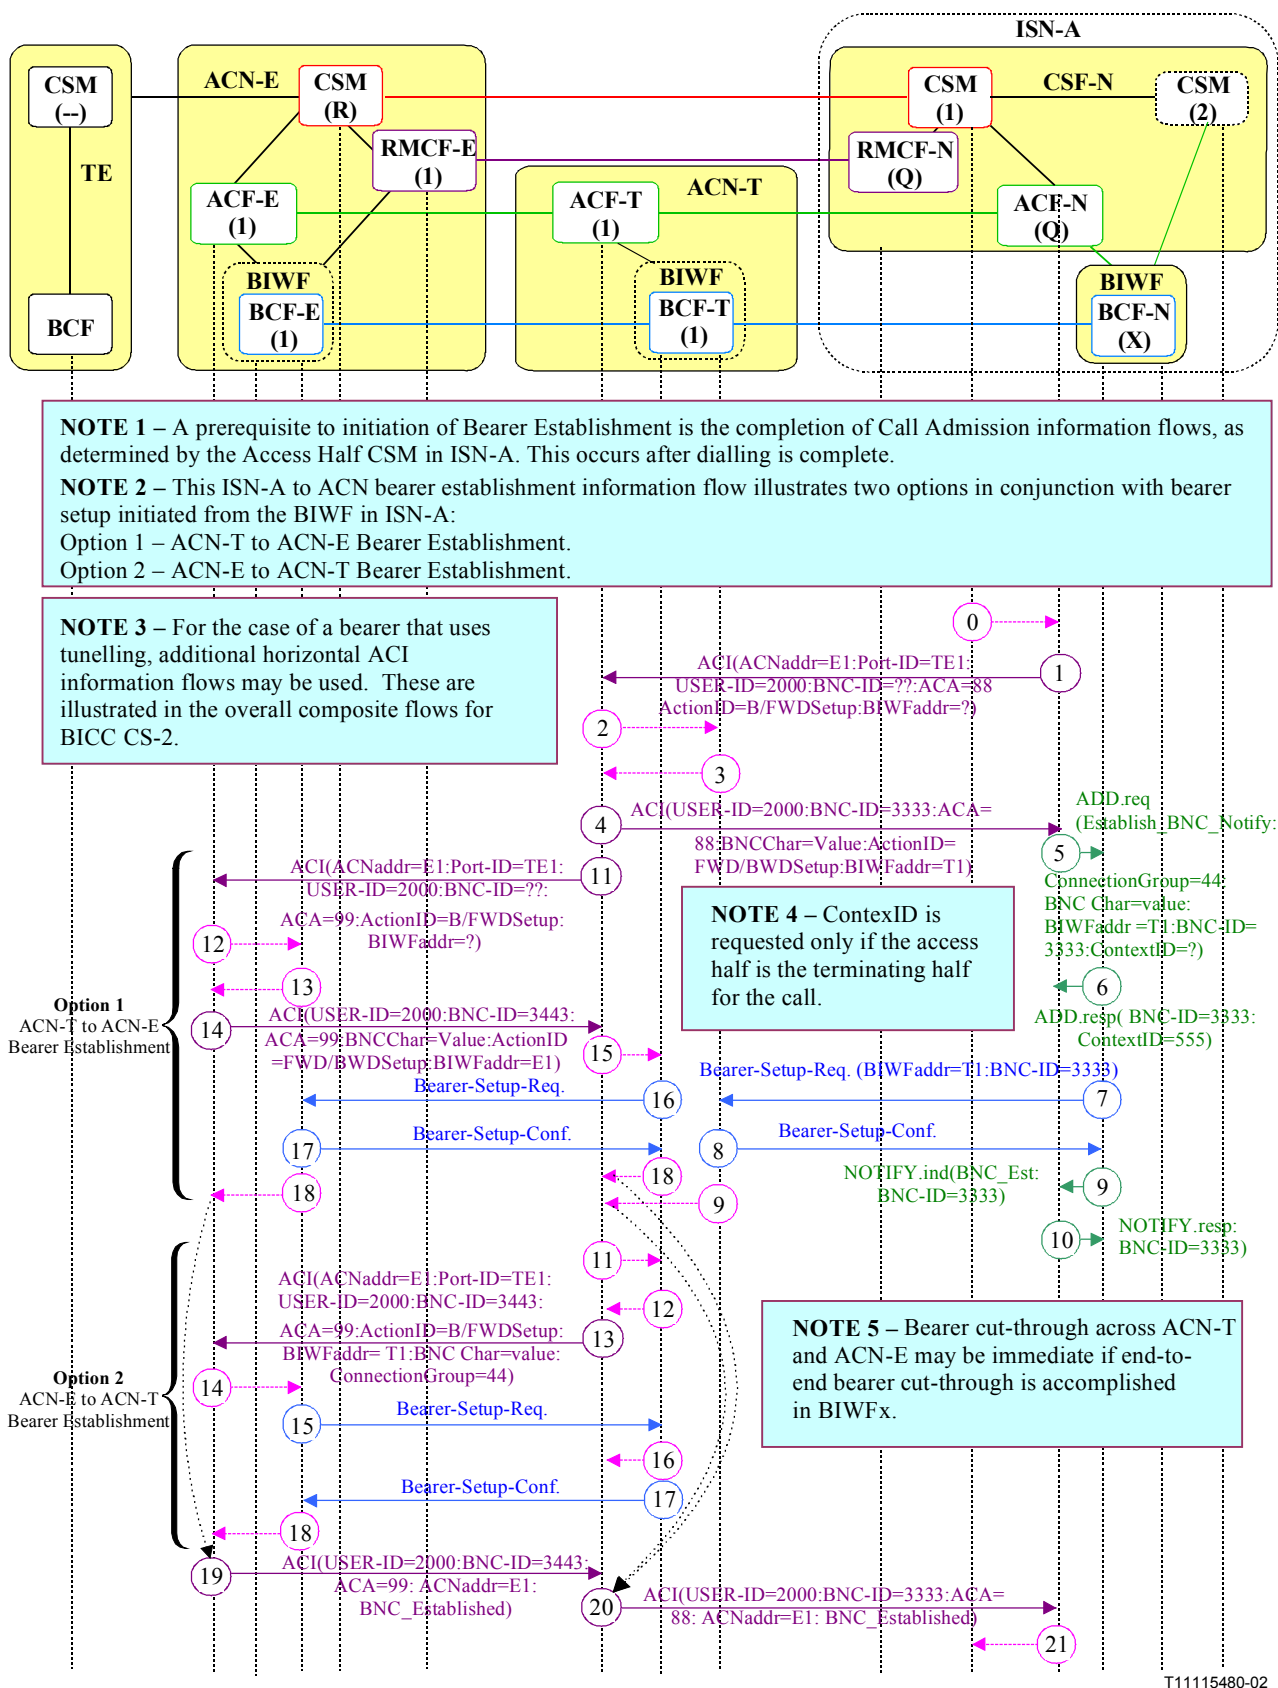 ISN-A
CSM
(--)
TE
BCF
ACN-E
CSM
(R)
RMCF-E
(1)
ACF-E
(1)
BIWF
BCF-E
(1)
ACN-T
ACF-T
(1)
BIWF
BCF-T
(1)
CSM
(1)
CSF-N
CSM
(2)
RMCF-N
(Q)
ACF-N
(Q)
BIWF
BCF-N
(X)
NOTE 1 – A prerequisite to initiation of Bearer Establishment is the completion of Call Admission information flows, as
determined by the Access Half CSM in ISN-A. This occurs after dialling is complete.
NOTE 2 – This ISN-A to ACN bearer establishment information flow illustrates two options in conjunction with bearer
setup initiated from the BIWF in ISN-A:
Option 1 – ACN-T to ACN-E Bearer Establishment.
Option 2 – ACN-E to ACN-T Bearer Establishment.
NOTE 3 – For the case of a bearer that uses
tunelling, additional horizontal ACI
information flows may be used.  These are
illustrated in the overall composite flows for
BICC CS-2.
0
ACI(ACNaddr=E1:Port-ID=TE1:
USER-ID=2000:BNC-ID=??:ACA=88
ActionID=B/FWDSetup:BIWFaddr=?)
1
2
3
4
ACI(USER-ID=2000:BNC-ID=3333:ACA=
88:BNCChar=Value:ActionID=
FWD/BWDSetup:BIWFaddr=T1)
ADD.req
(Establish_BNC_Notify:
5
ConnectionGroup=44:
BNC Char=value:
BIWFaddr =T1:BNC-ID=
3333:ContextID=?)
6
ADD.resp( BNC-ID=3333:
ContextID=555)
NOTE 4 – ContexID is
requested only if the access
half is the terminating half
for the call.
ACI(ACNaddr=E1:Port-ID=TE1:
USER-ID=2000:BNC-ID=??:
11
ACA=99:ActionID=B/FWDSetup:
BIWFaddr=?)
12
13
Option 1
ACN-T to ACN-E
Bearer Establishment
14
ACI(USER-ID=2000:BNC-ID=3443:
ACA=99:BNCChar=Value:ActionID
=FWD/BWDSetup:BIWFaddr=E1)
15
Bearer-Setup-Req.
16
Bearer-Setup-Req. (BIWFaddr=T1:BNC-ID=3333)
7
17
Bearer-Setup-Conf.
8
Bearer-Setup-Conf.
18
18
9
NOTIFY.ind(BNC_Est:
BNC-ID=3333)
9
10
NOTIFY.resp:
BNC-ID=3333)
11
ACI(ACNaddr=E1:Port-ID=TE1:
USER-ID=2000:BNC-ID=3443:
12
ACA=99:ActionID=B/FWDSetup:
BIWFaddr= T1:BNC Char=value:
ConnectionGroup=44)
13
NOTE 5 – Bearer cut-through across ACN-T
and ACN-E may be immediate if end-to-
end bearer cut-through is accomplished
in BIWFx.
Option 2
ACN-E to ACN-T
Bearer Establishment
14
15
Bearer-Setup-Req.
16
Bearer-Setup-Conf.
17
18
19
ACI(USER-ID=2000:BNC-ID=3443:
ACA=99: ACNaddr=E1:
BNC_Established)
20
ACI(USER-ID=2000:BNC-ID=3333:ACA=
88: ACNaddr=E1: BNC_Established)
21
T11115480-02